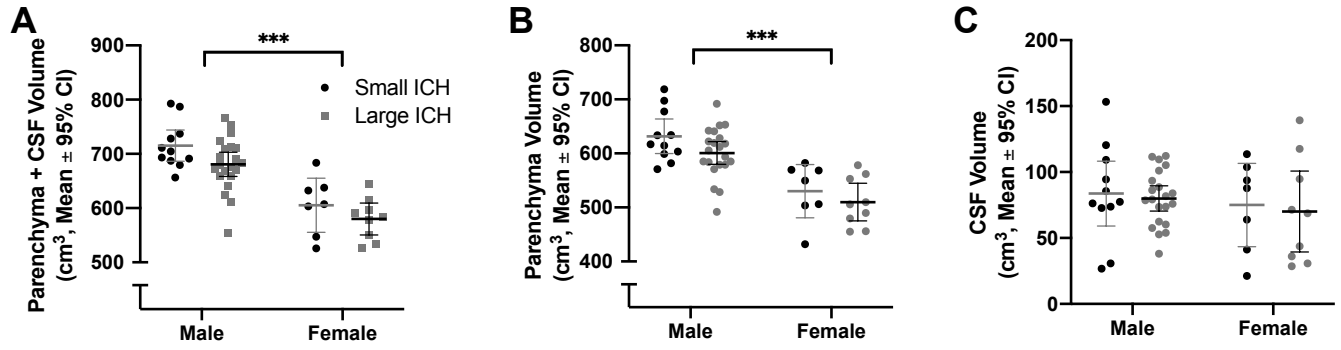 A
Parenchyma + CSF Volume
(cm³, Mean ± 95% CI)
900
800
700
600
500
***
Small ICH
Large ICH
Male
Female
B
Parenchyma Volume
(cm³, Mean ± 95% CI)
800
700
600
500
400
***
Male
Female
C
CSF Volume
(cm³, Mean ± 95% CI)
200
150
100
50
0
Male
Female